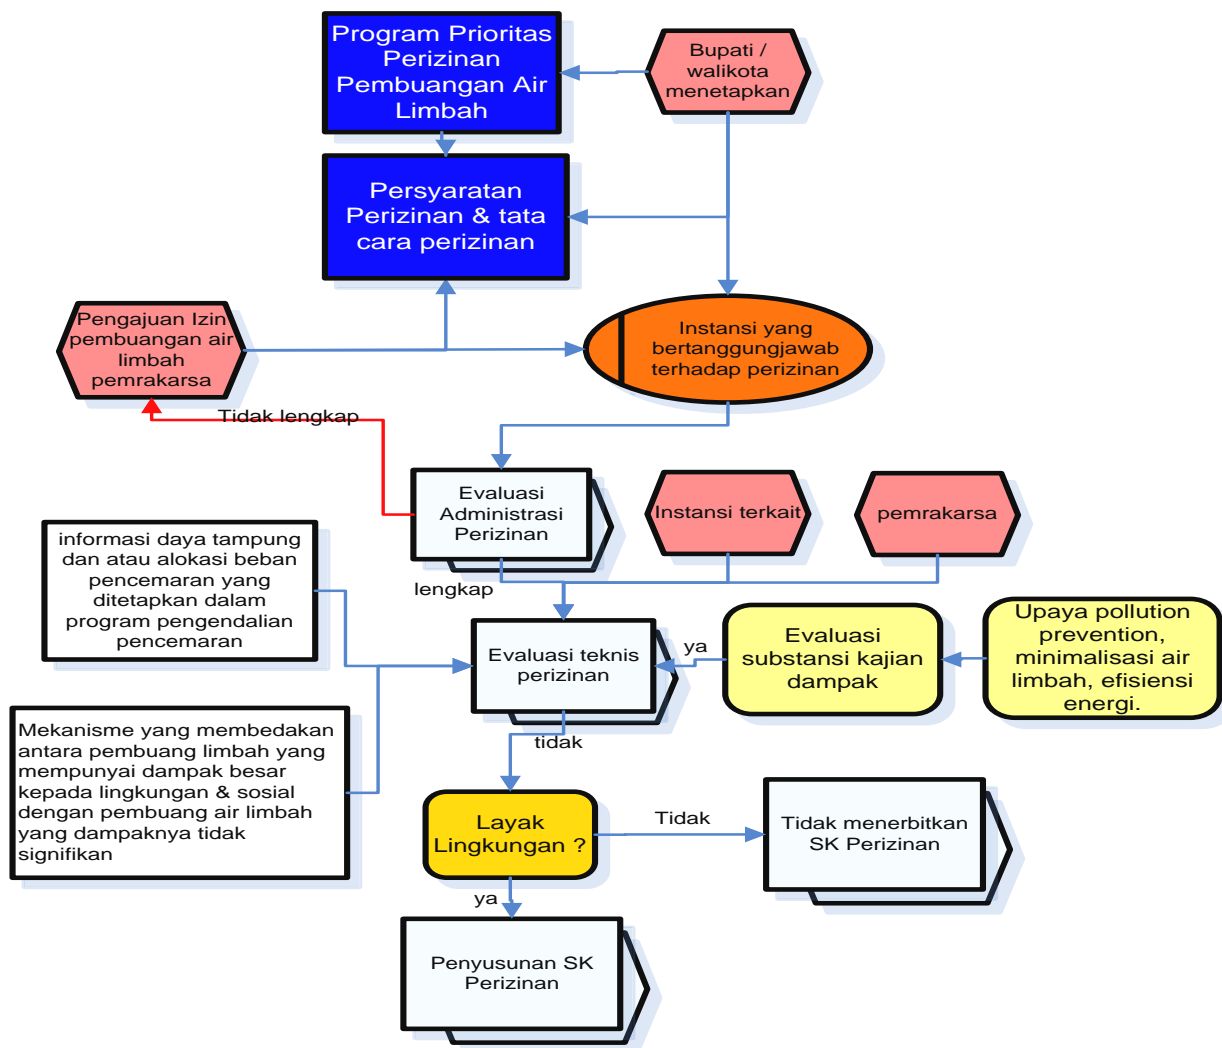 Program Prioritas
Perizinan
Pembuangan Air
Limbah
Bupati /
walikota
menetapkan
Persyaratan
Perizinan & tata
cara perizinan
Pengajuan Izin
pembuangan air
limbah
pemrakarsa
Instansi yang
bertanggungjawab
terhadap perizinan
Tidak lengkap
Evaluasi
Administrasi
Perizinan
Instansi terkait
pemrakarsa
informasi daya tampung
dan atau alokasi beban
pencemaran yang
ditetapkan dalam
program pengendalian
pencemaran
lengkap
Evaluasi teknis
perizinan
ya
Evaluasi
substansi kajian
dampak
Upaya pollution
prevention,
minimalisasi air
limbah, efisiensi
energi.
Mekanisme yang membedakan
antara pembuang limbah yang
mempunyai dampak besar
kepada lingkungan & sosial
dengan pembuang air limbah
yang dampaknya tidak
signifikan
tidak
Layak
Lingkungan ?
Tidak
Tidak menerbitkan
SK Perizinan
ya
Penyusunan SK
Perizinan